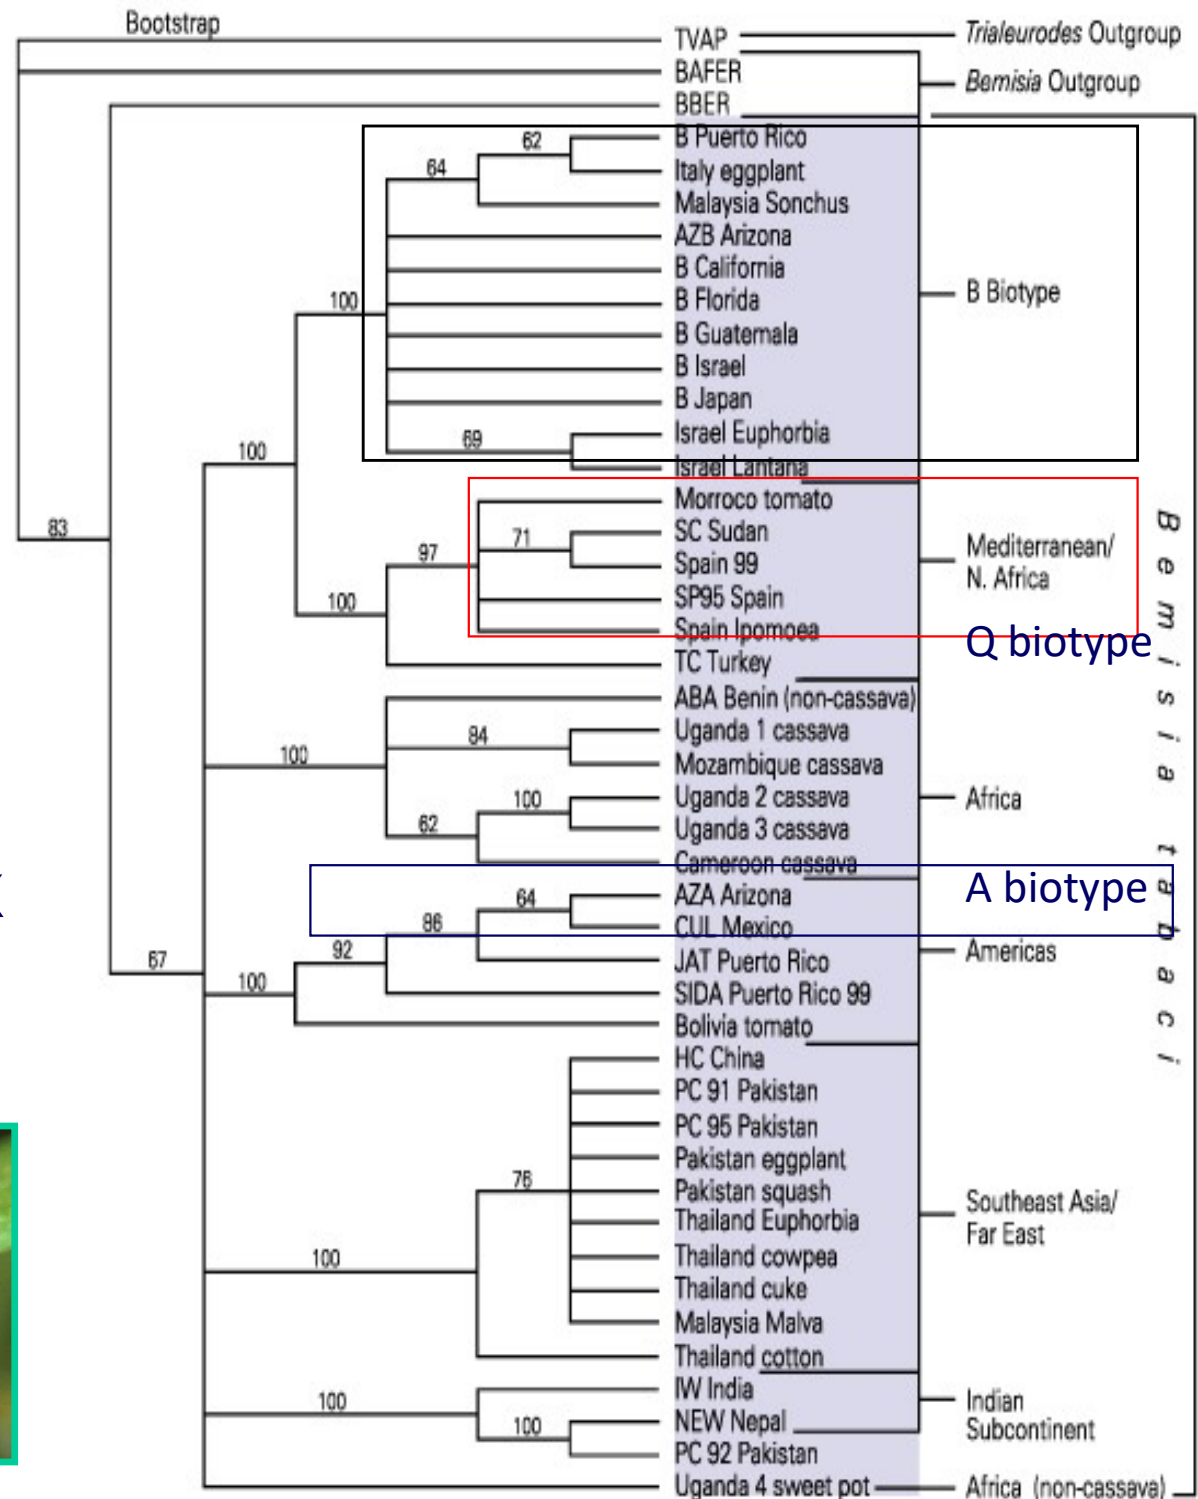 Bootstrap
TVAP
Trialeurodes Outgroup
BAFER
Bemisia Outgroup
BBER
B Puerto Rico
62
Italy eggplant
64
Malaysia Sonchus
AZB Arizona
B California
B Biotype
100
B Florida
B Guatemala
B Israel
B Japan
Israel Euphorbia
69
100
Israel Lantana
Morroco tomato
83
SC Sudan
71
Mediterranean/
N. Africa
97
Spain 99
100
SP95 Spain
Spain Ipomoea
Q biotype
TC Turkey
ABA Benin (non-cassava)
Uganda 1 cassava
84
100
Mozambique cassava
Uganda 2 cassava
100
Africa
62
Uganda 3 cassava
Cameroon cassava
A biotype
AZA Arizona
64
86
CUL Mexico
92
Americas
67
JAT Puerto Rico
100
SIDA Puerto Rico 99
Bolivia tomato
Bemisia tabaci
HC China
PC 91 Pakistan
PC 95 Pakistan
Pakistan eggplant
76
Pakistan squash
Southeast Asia/
Far East
Thailand Euphorbia
100
Thailand cowpea
Thailand cuke
Malaysia Malva
Thailand cotton
IW India
100
Indian
Subcontinent
NEW Nepal
100
PC 92 Pakistan
Uganda 4 sweet pot
Africa (non-cassava)